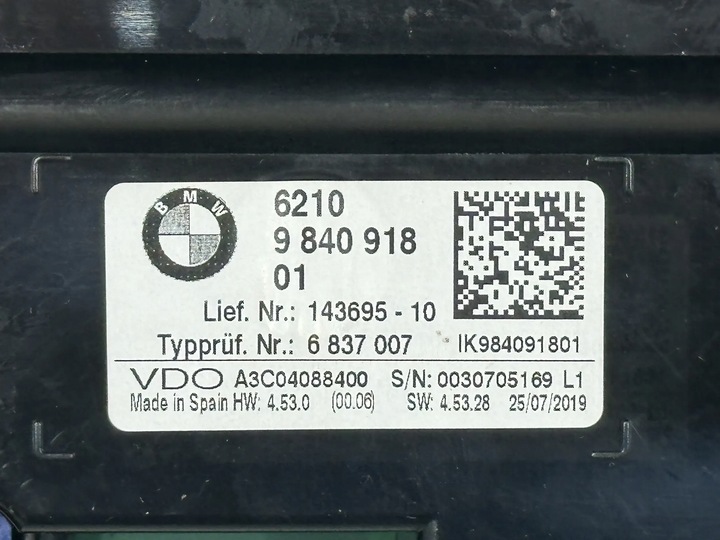 BMW
6210
9 840 918
01
Lief. Nr.: 143695 - 10
Typprüf. Nr.: 6 837 007 IK984091801
VDO A3C04088400 S/N: 0030705169 L1
Made in Spain HW: 4.53.0 (00.06) SW: 4.53.28 25/07/2019